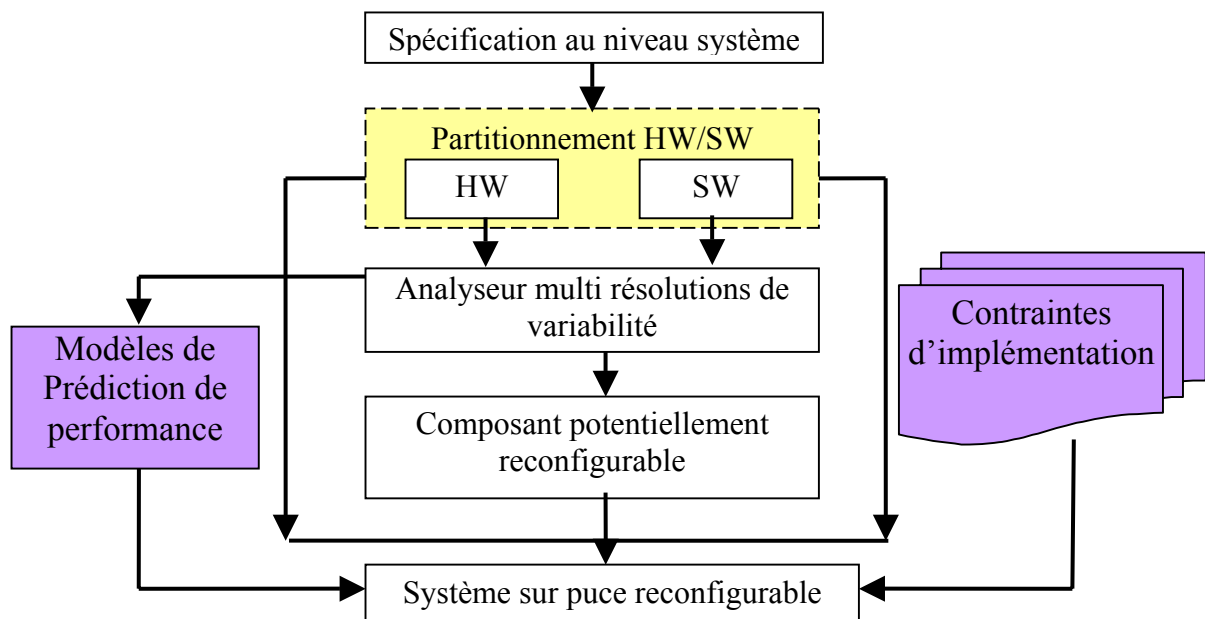 Spécification au niveau système
Partitionnement HW/SW
HW
SW
Analyseur multi résolutions de
variabilité
Modèles de
Prédiction de
performance
Contraintes
d’implémentation
Composant potentiellement
reconfigurable
Système sur puce reconfigurable